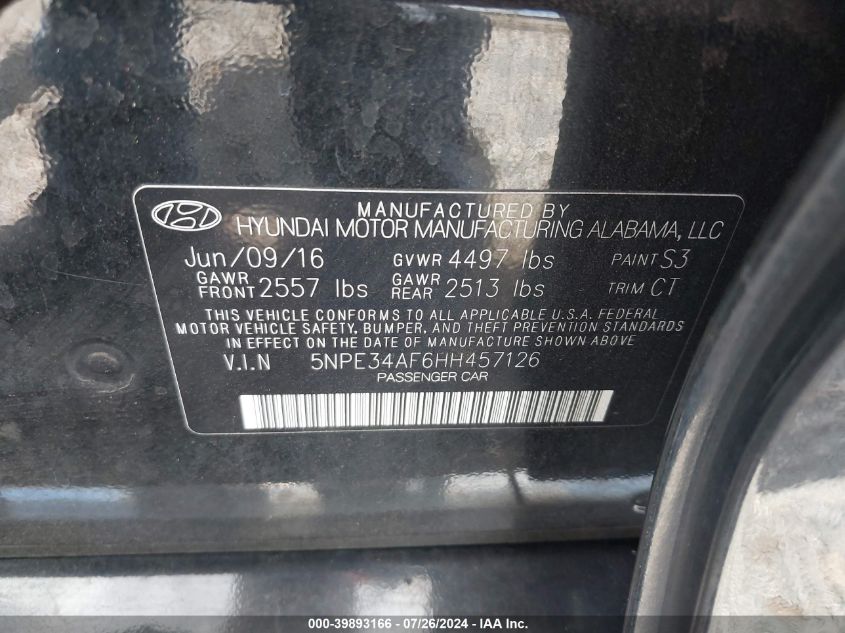 MANUFACTURED BY
HYUNDAI MOTOR MANUFACTURING ALABAMA, LLC
Jun/09/16 GVWR 4497 lbs PAINT S3
GAWR FRONT 2557 lbs GAWR REAR 2513 lbs TRIM CT
THIS VEHICLE CONFORMS TO ALL APPLICABLE U.S.A. FEDERAL
MOTOR VEHICLE SAFETY, BUMPER, AND THEFT PREVENTION STANDARDS
IN EFFECT ON THE DATE OF MANUFACTURE SHOWN ABOVE
V.I.N 5NPE34AF6HH457126
PASSENGER CAR
000-39893166 - 07/26/2024 - IAA, Inc.